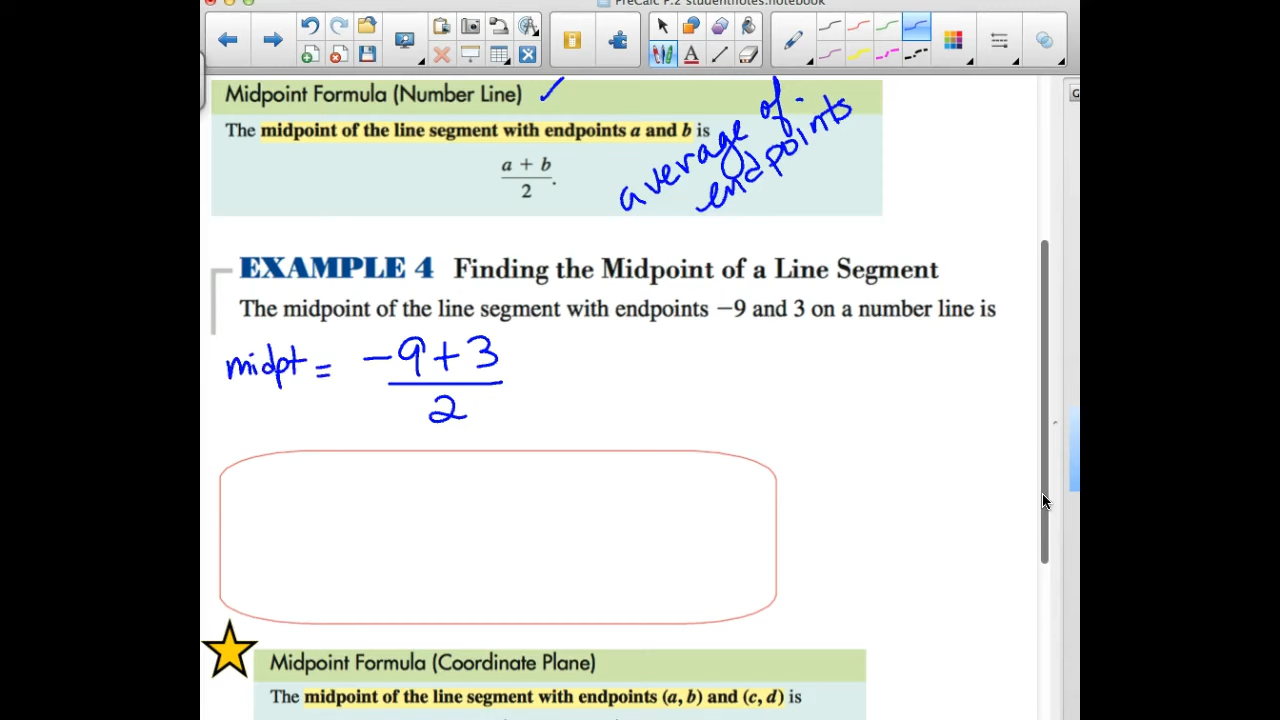 PreCalc P.2 studentnotes.notebook
Midpoint Formula (Number Line) ✓
The midpoint of the line segment with endpoints a and b is
a + b
2 .
average of
endpoints
EXAMPLE 4 Finding the Midpoint of a Line Segment
The midpoint of the line segment with endpoints −9 and 3 on a number line is
midpt = −9 + 3
2
Midpoint Formula (Coordinate Plane)
The midpoint of the line segment with endpoints (a, b) and (c, d) is